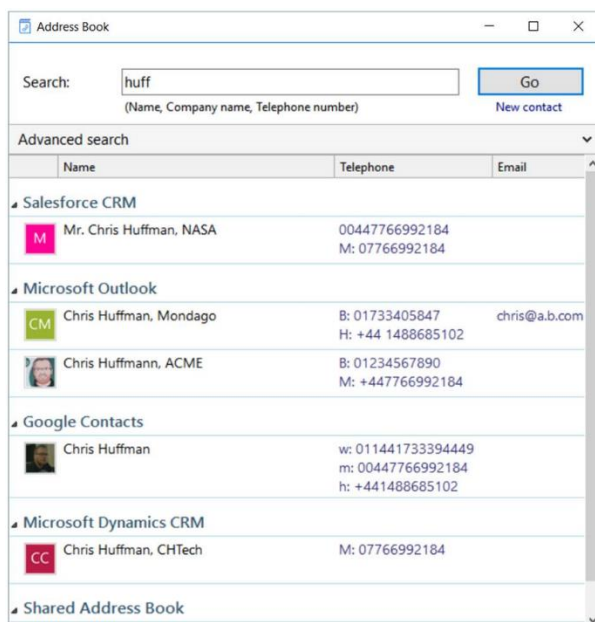 Address Book
Search: huff Go
(Name, Company name, Telephone number) New contact
Advanced search
Name Telephone Email
Salesforce CRM
M Mr. Chris Huffman, NASA 00447766992184
M: 07766992184
Microsoft Outlook
CM Chris Huffman, Mondago B: 01733405847 chris@a.b.com
H: +44 1488685102
Chris Huffmann, ACME B: 01234567890
M: +447766992184
Google Contacts
Chris Huffman w: 011441733394449
m: 00447766992184
h: +441488685102
Microsoft Dynamics CRM
CC Chris Huffman, CHTech M: 07766992184
Shared Address Book